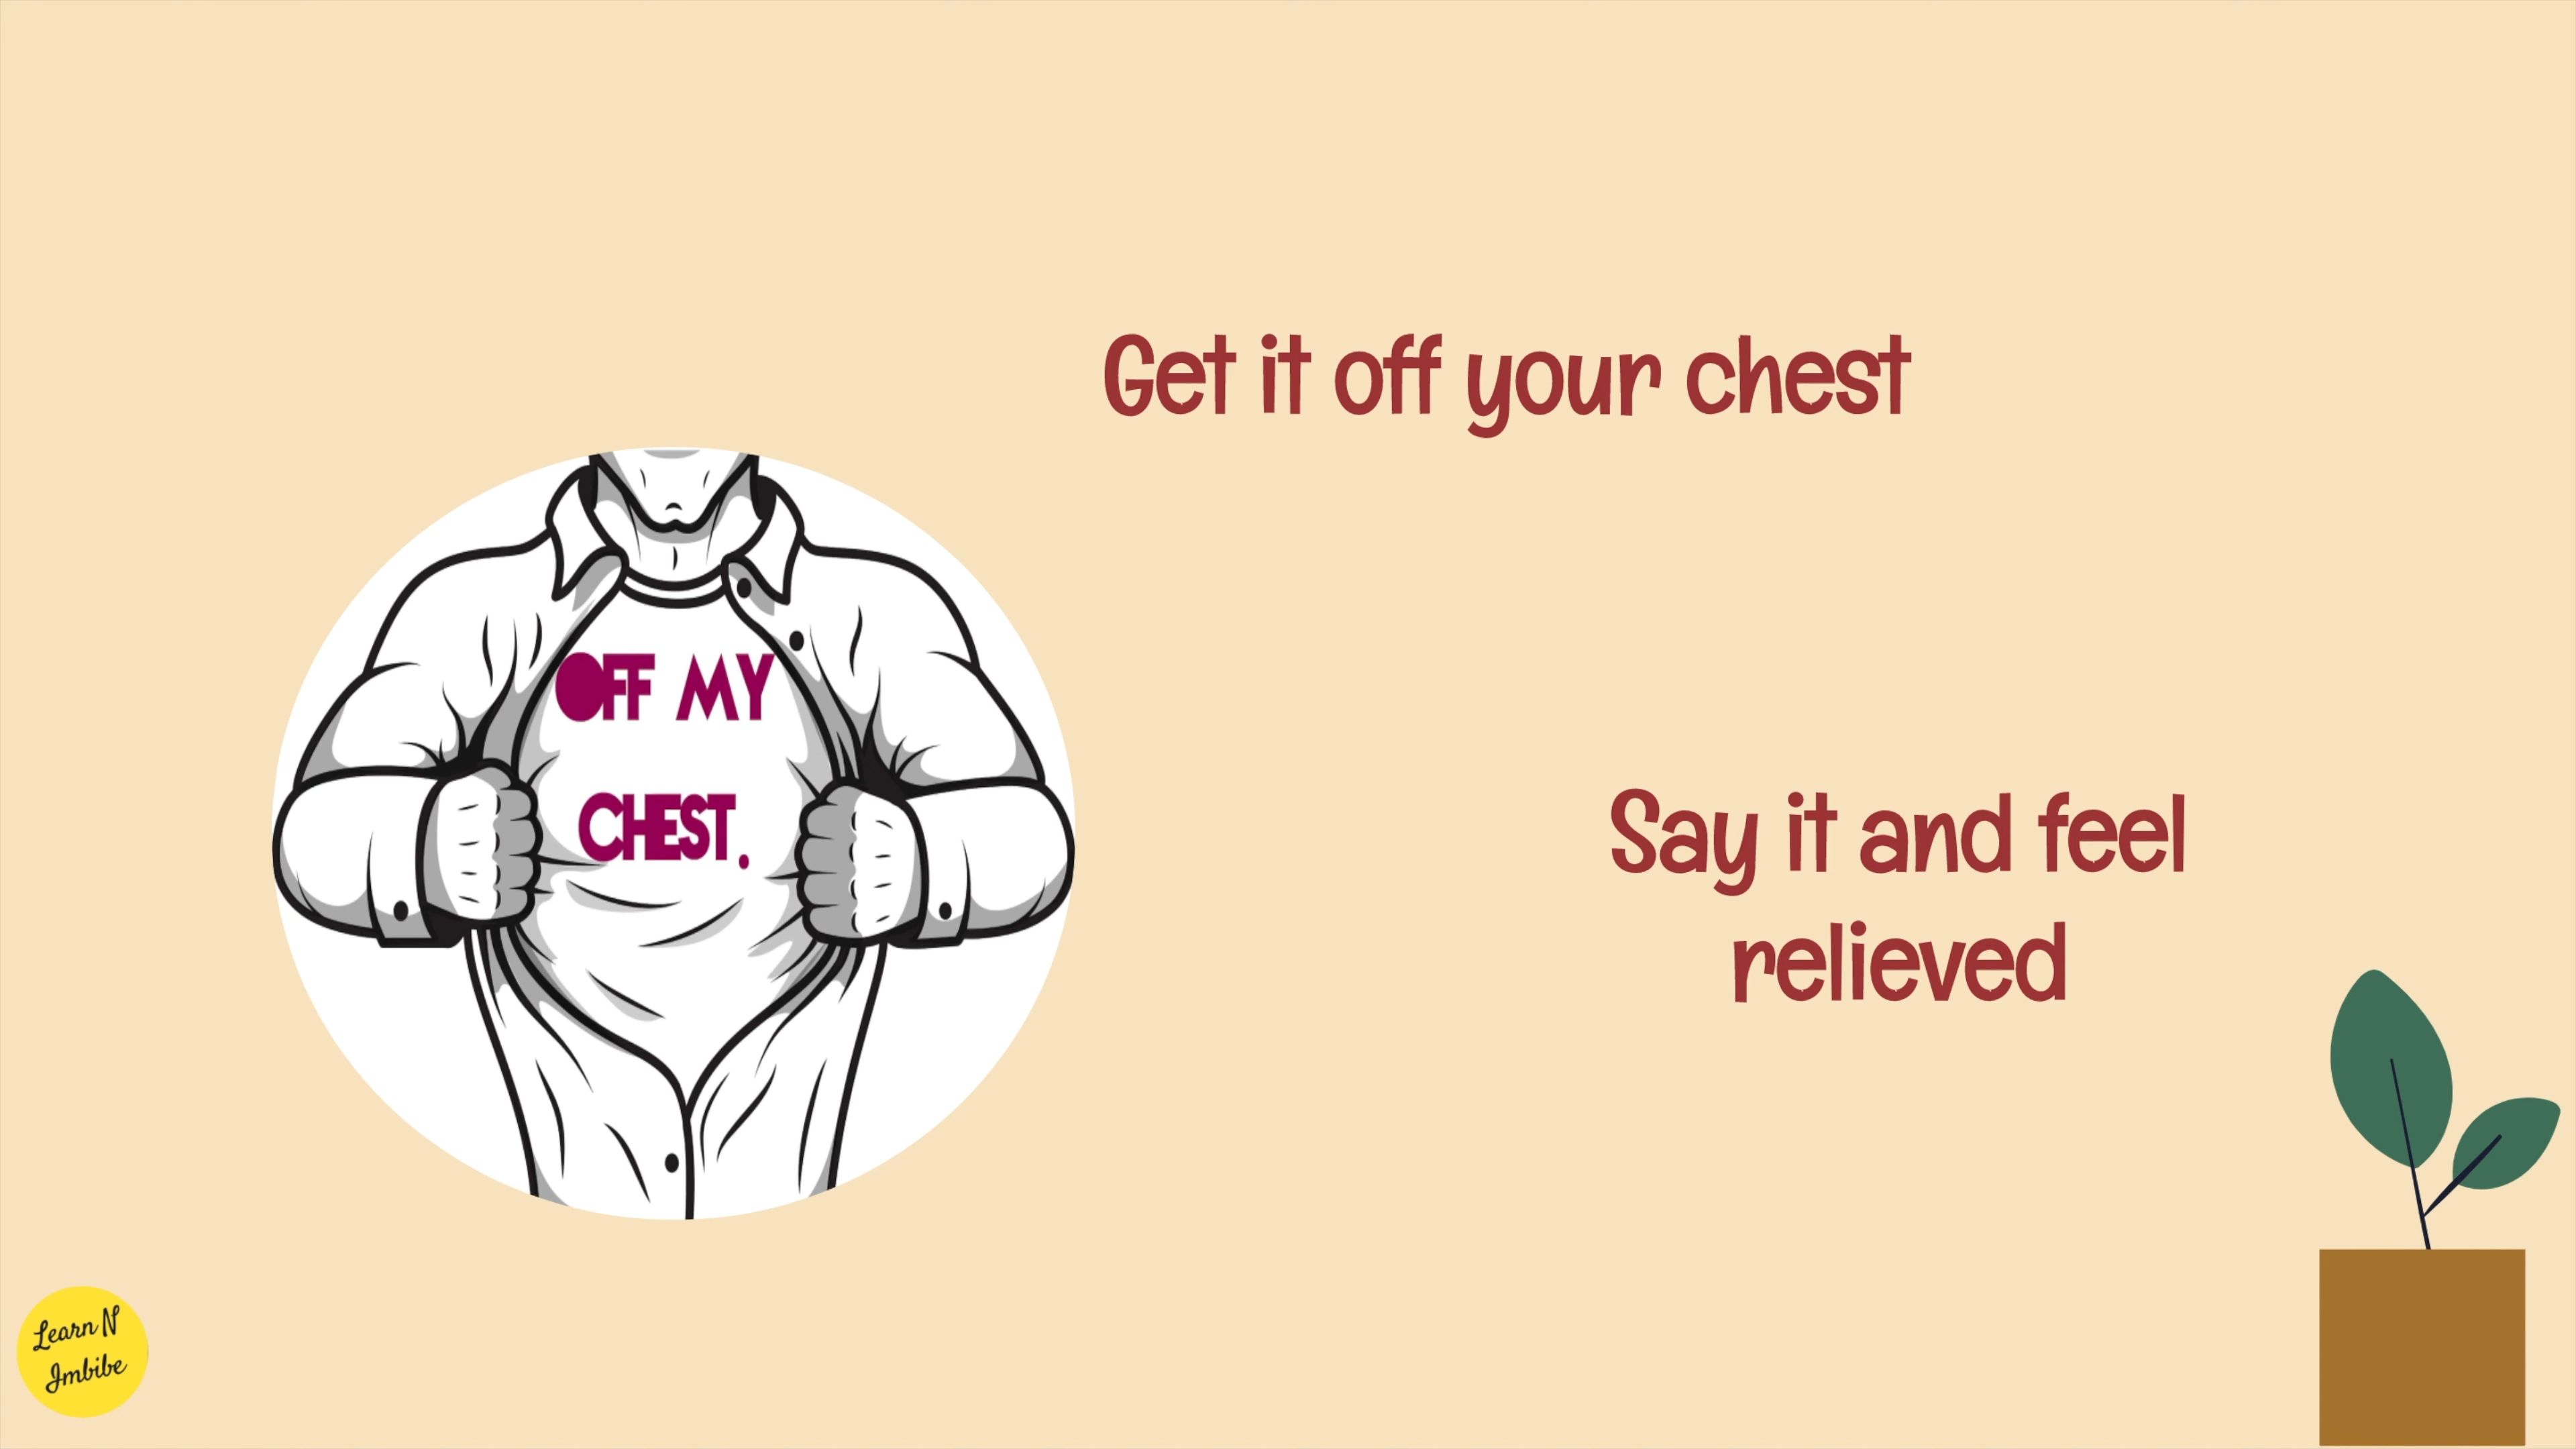 Get it off your chest
OFF MY
CHEST.
Say it and feel
relieved
Learn N
Imbibe